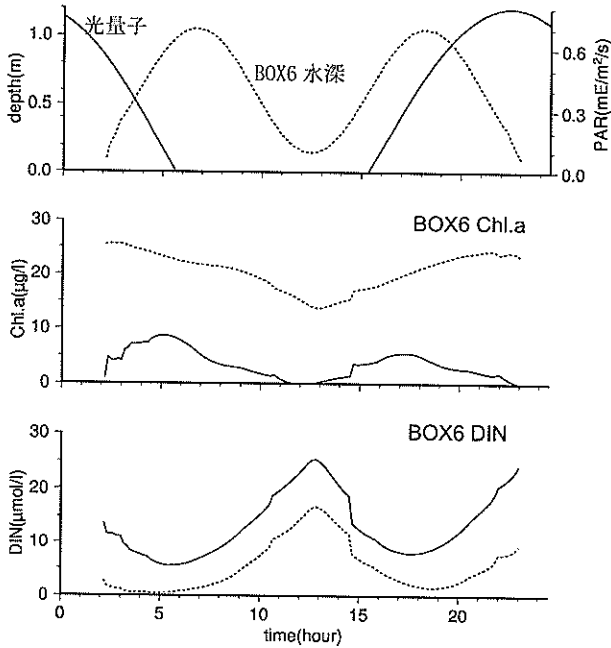 光量子
BOX6 水深
depth(m)
1.0
0.5
0.0
PAR(mE/m²/s)
0.6
0.3
0.0
BOX6 Chl.a
Chl.a(μg/l)
30
20
10
0
BOX6 DIN
DIN(μmol/l)
30
20
10
0
0 5 10 15 20
time(hour)